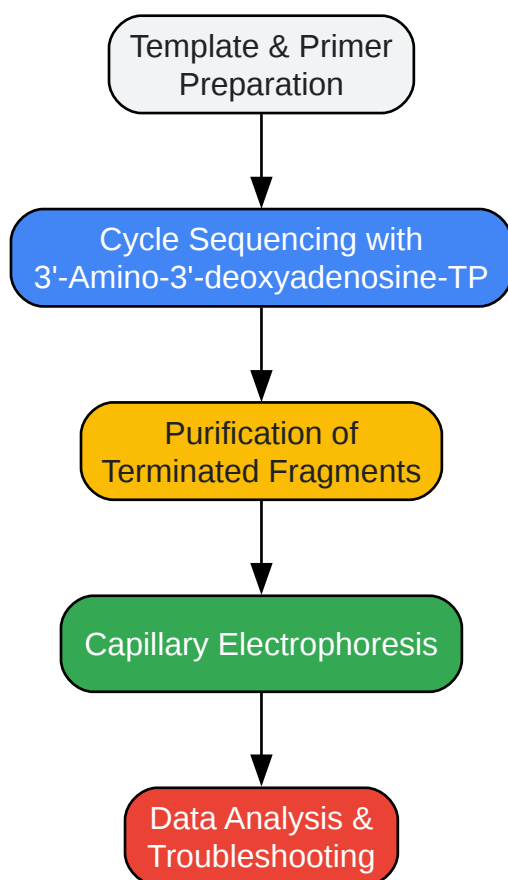 Template & Primer
Preparation
Cycle Sequencing with
3'-Amino-3'-deoxyadenosine-TP
Purification of
Terminated Fragments
Capillary Electrophoresis
Data Analysis &
Troubleshooting